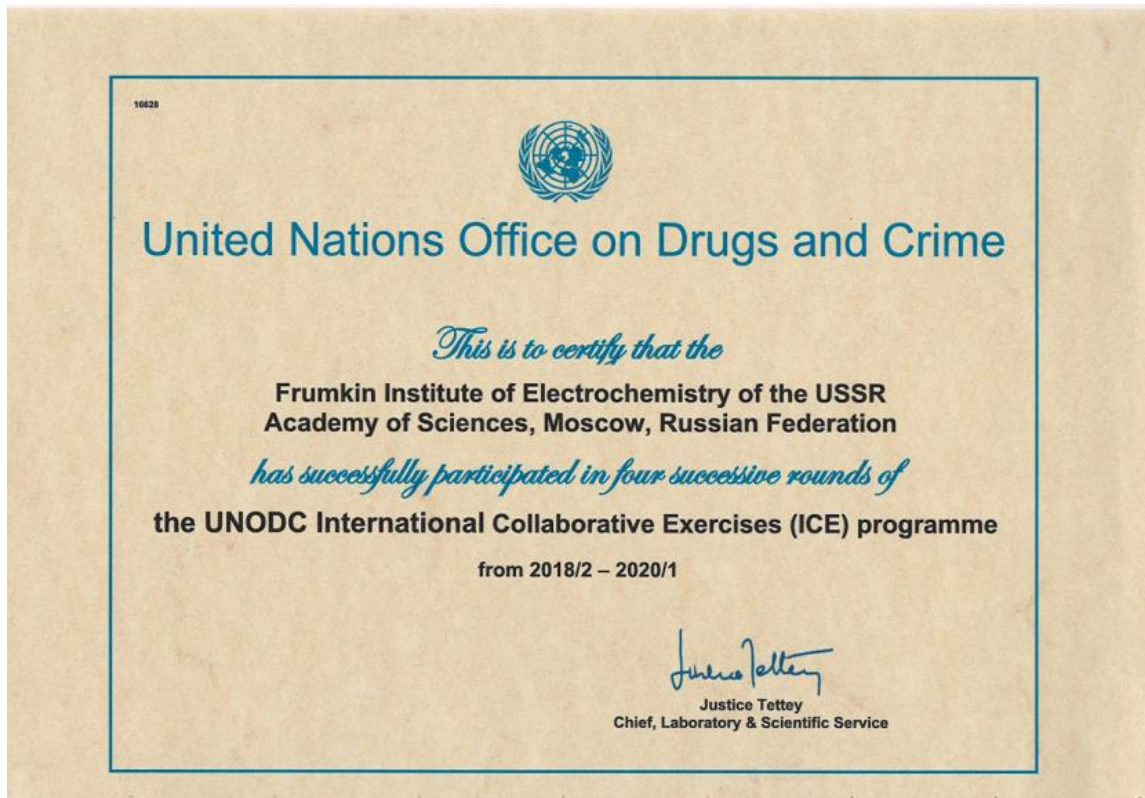 16628
United Nations Office on Drugs and Crime
This is to certify that the
Frumkin Institute of Electrochemistry of the USSR
Academy of Sciences, Moscow, Russian Federation
has successfully participated in four successive rounds of
the UNODC International Collaborative Exercises (ICE) programme
from 2018/2 – 2020/1
Justice Tettey
Justice Tettey
Chief, Laboratory & Scientific Service